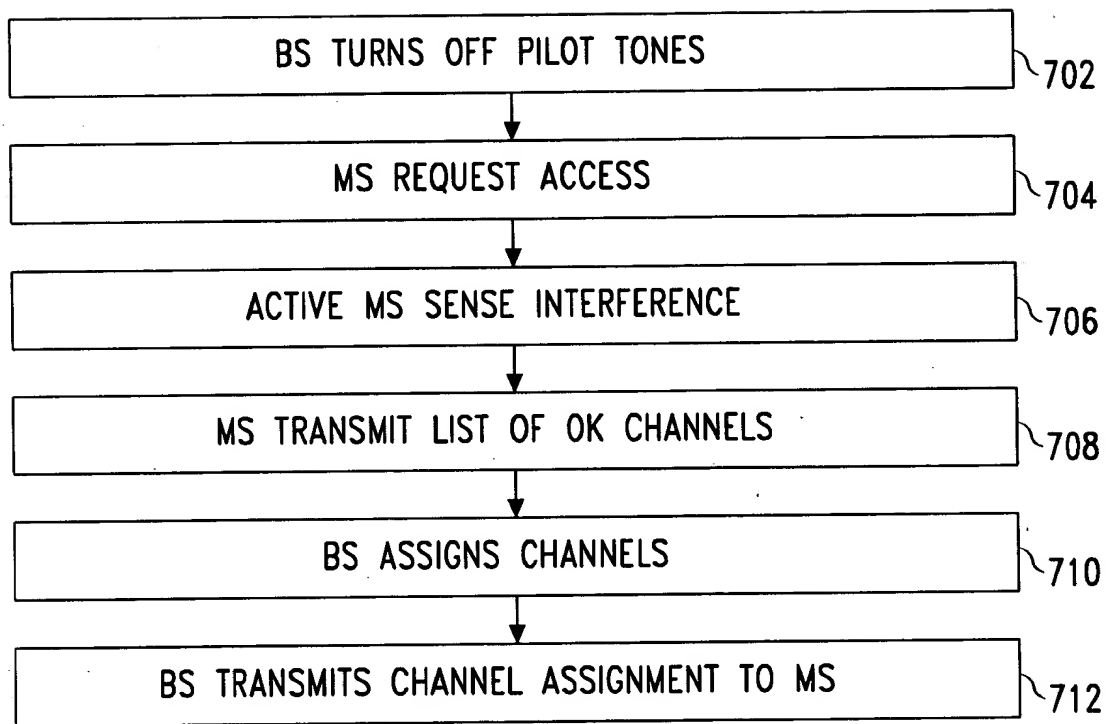 BS TURNS OFF PILOT TONES
702
MS REQUEST ACCESS
704
ACTIVE MS SENSE INTERFERENCE
706
MS TRANSMIT LIST OF OK CHANNELS
708
BS ASSIGNS CHANNELS
710
BS TRANSMITS CHANNEL ASSIGNMENT TO MS
712